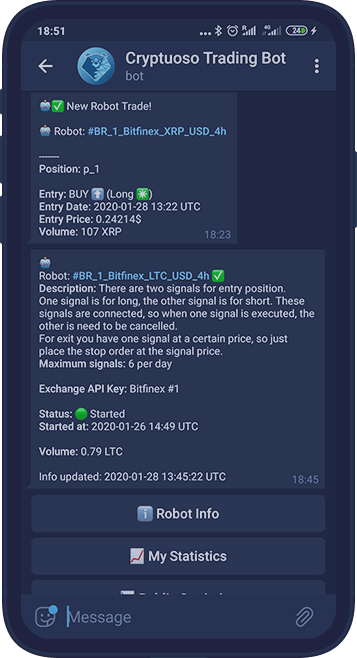 18:51
24
Cryptuoso Trading Bot
bot
New Robot Trade!
Robot: #BR_1_Bitfinex_XRP_USD_4h
------
Position: p_1
Entry: BUY (Long )
Entry Date: 2020-01-28 13:22 UTC
Entry Price: 0.24214$
Volume: 107 XRP
18:23
Robot: #BR_1_Bitfinex_LTC_USD_4h
Description: There are two signals for entry position.
One signal is for long, the other signal is for short. These
signals are connected, so when one signal is executed, the
other is need to be cancelled.
For exit you have one signal at a certain price, so just
place the stop order at the signal price.
Maximum signals: 6 per day
Exchange API Key: Bitfinex #1
Status: Started
Started at: 2020-01-26 14:49 UTC
Volume: 0.79 LTC
Info updated: 2020-01-28 13:45:22 UTC
18:45
Robot Info
My Statistics
Message